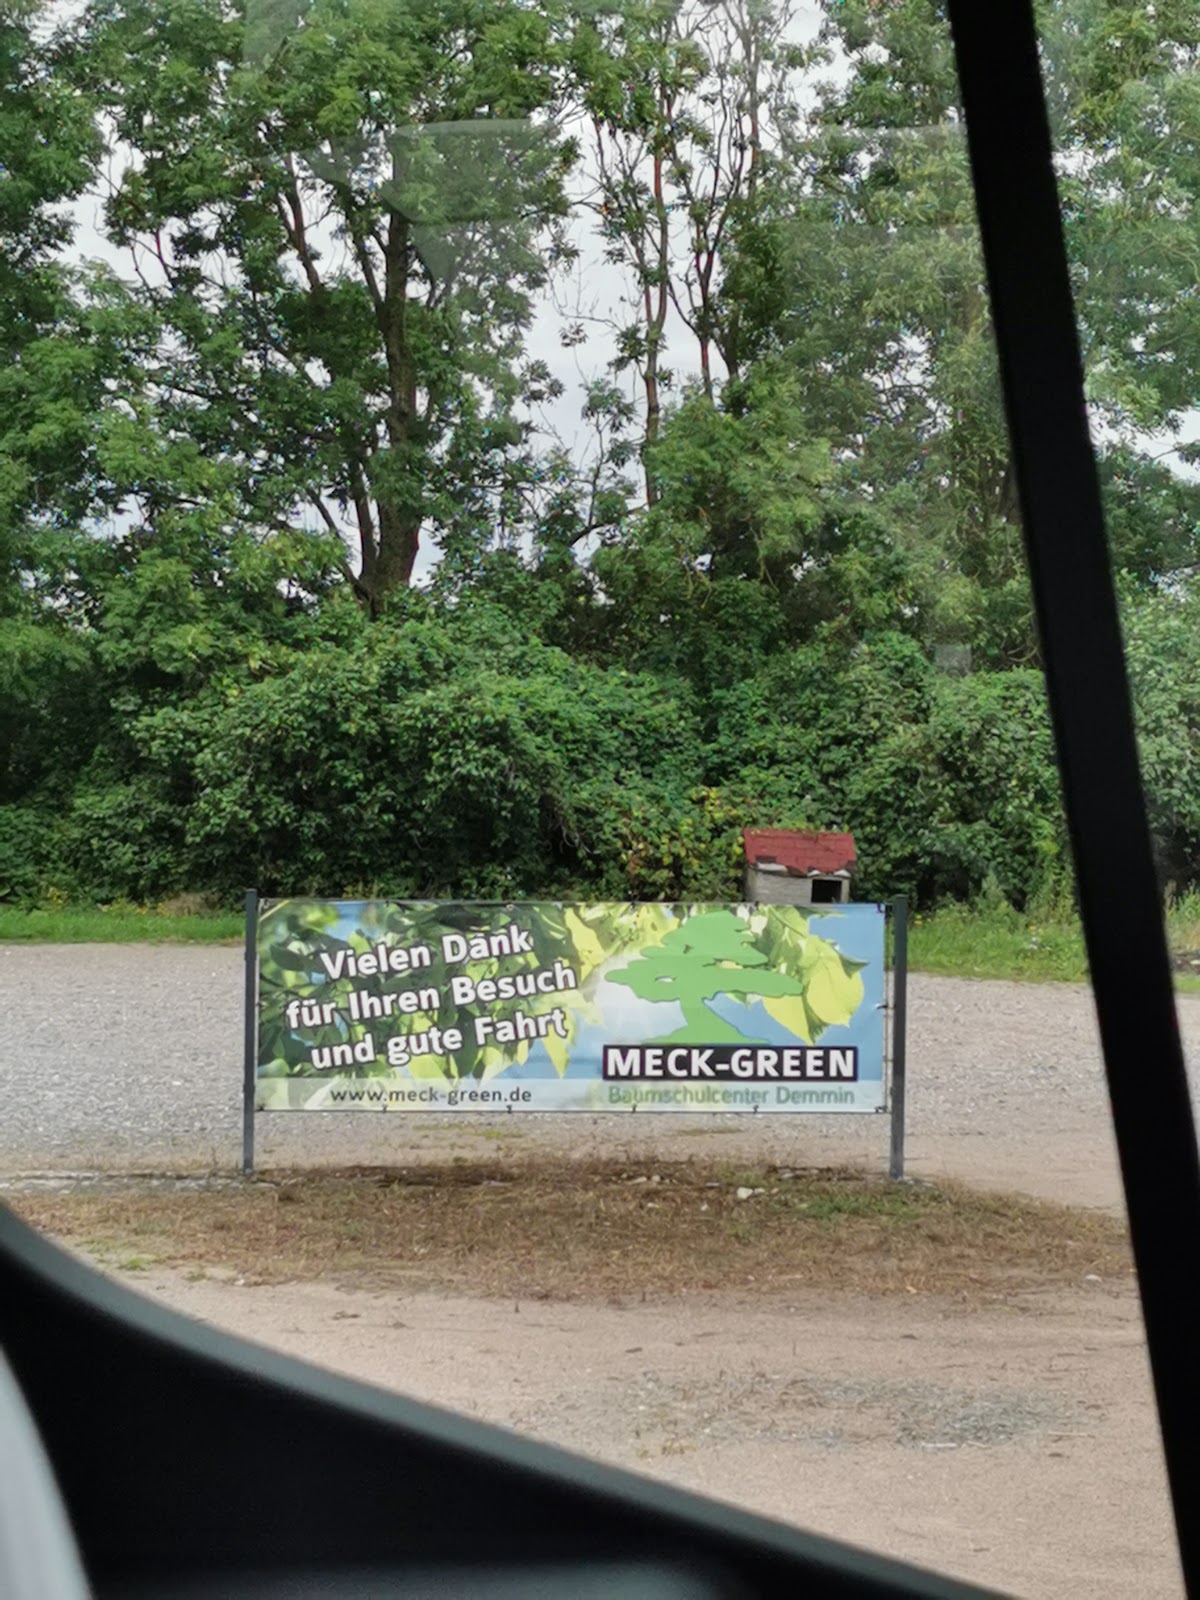 Vielen Dank
für Ihren Besuch
und gute Fahrt
www.meck-green.de
MECK-GREEN
Baumschulcenter Demmin